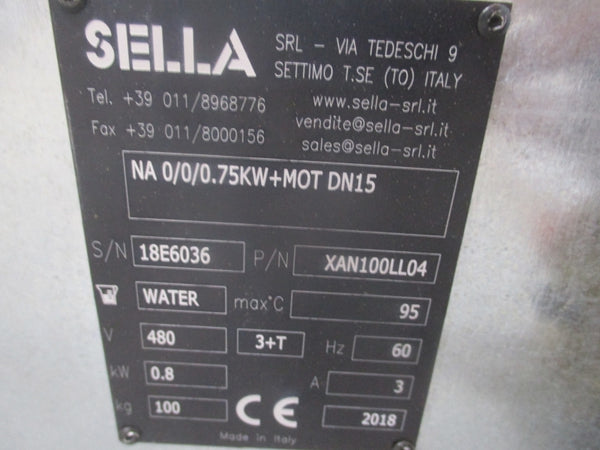 SELLA
SRL - VIA TEDESCHI 9
SETTIMO T.SE (TO) ITALY
Tel. +39 011/8968776
www.sella-srl.it
vendite@sella-srl.it
Fax +39 011/8000156
sales@sella-srl.it
NA 0/0/0.75KW+MOT DN15
S/N 18E6036 P/N XAN100LL04
WATER max°C 95
V 480 3+T Hz 60
kW 0.8 A 3
kg 100 CE 2018
Made in Italy